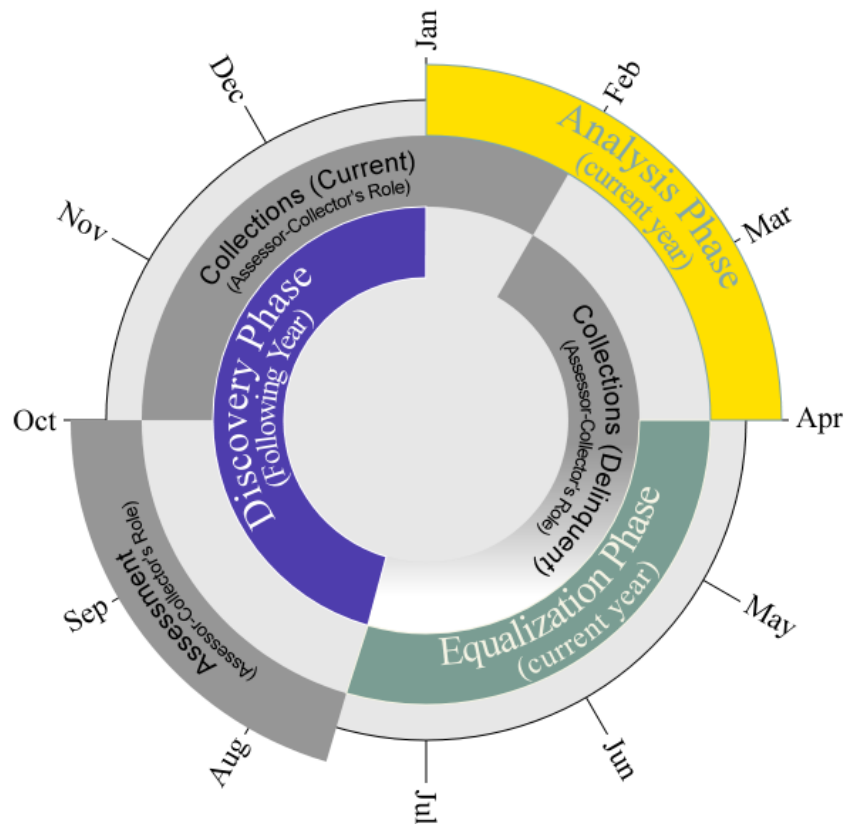 Jan
Feb
Mar
Apr
May
Jun
Jul
Aug
Sep
Oct
Nov
Dec
Analysis Phase
(current year)
Collections (Current)
(Assessor-Collector's Role)
Discovery Phase
(Following Year)
Collections (Delinquent)
(Assessor-Collector's Role)
Equalization Phase
(current year)
Assessment
(Assessor-Collector's Role)